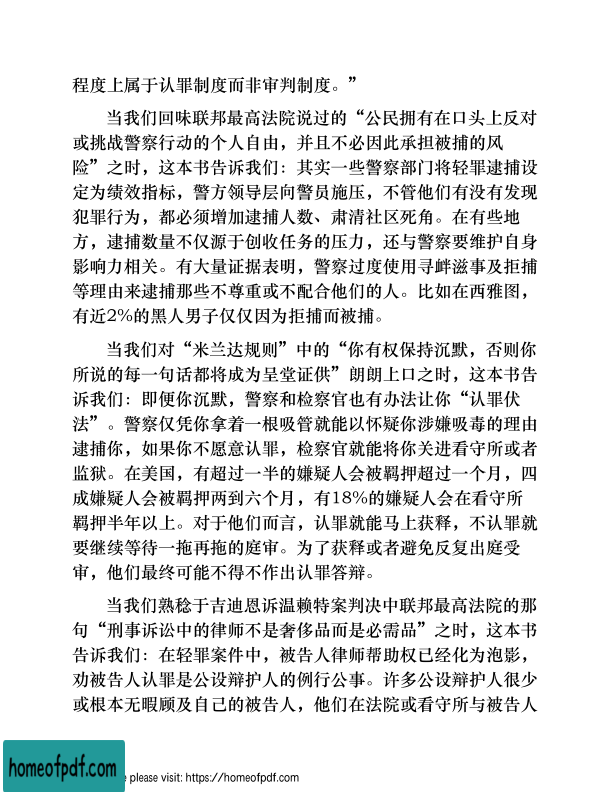 程度上属于认罪制度而非审判制度。”
当我们回味联邦最高法院说过的“公民拥有在口头上反对
或挑战警察行动的个人自由，并且不必因此承担被捕的风
险”之时，这本书告诉我们：其实一些警察部门将轻罪逮捕设
定为绩效指标，警方领导层向警员施压，不管他们有没有发现
犯罪行为，都必须增加逮捕人数、肃清社区死角。在有些地
方，逮捕数量不仅源于创收任务的压力，还与警察要维护自身
影响力相关。有大量证据表明，警察过度使用寻衅滋事及拒捕
等理由来逮捕那些不尊重或不配合他们的人。比如在西雅图，
有近2%的黑人男子仅仅因为拒捕而被捕。
当我们对“米兰达规则”中的“你有权保持沉默，否则你
所说的每一句话都将成为呈堂证供”朗朗上口之时，这本书告
诉我们：即便你沉默，警察和检察官也有办法让你“认罪伏
法”。警察仅凭你拿着一根吸管就能以怀疑你涉嫌吸毒的理由
逮捕你，如果你不愿意认罪，检察官就能将你关进看守所或者
监狱。在美国，有超过一半的嫌疑人会被羁押超过一个月，四
成嫌疑人会被羁押两到六个月，有18%的嫌疑人会在看守所
羁押半年以上。对于他们而言，认罪就能马上获释，不认罪就
要继续等待一拖再拖的庭审。为了获释或者避免反复出庭受
审，他们最终可能不得不作出认罪答辩。
当我们熟稔于吉迪恩诉温赖特案判决中联邦最高法院的那
句“刑事诉讼中的律师不是奢侈品而是必需品”之时，这本书
告诉我们：在轻罪案件中，被告人律师帮助权已经化为泡影，
劝被告人认罪是公设辩护人的例行公事。许多公设辩护人很少
或根本无暇顾及自己的被告人，他们在法院或看守所与被告人
homeofpdf.com
please visit: https://homeofpdf.com